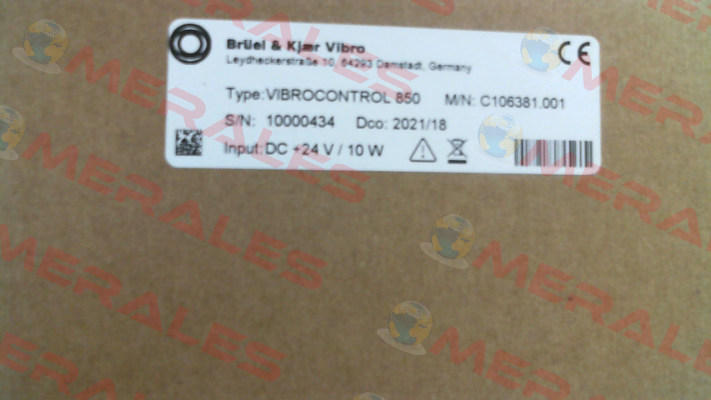 Brüel & Kjær Vibro
Leydheckerstraße 10, 64293 Darmstadt, Germany
Type: VIBROCONTROL 850 M/N: C106381.001
S/N: 10000434 Dco: 2021/18
Input: DC +24 V / 10 W
CE
MERALES
MERALES
MERALES
MERALES
MERALES